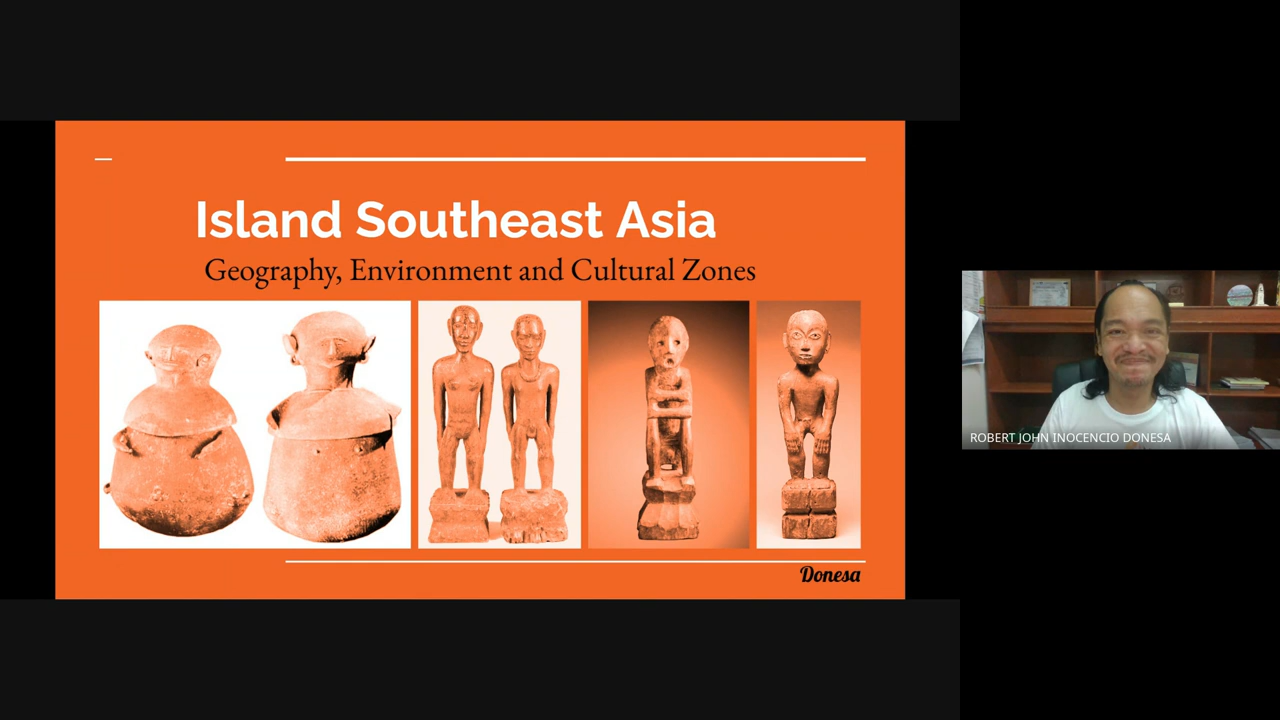 Island Southeast Asia
Geography, Environment and Cultural Zones
Donesa
ROBERT JOHN INOCENCIO DONESA